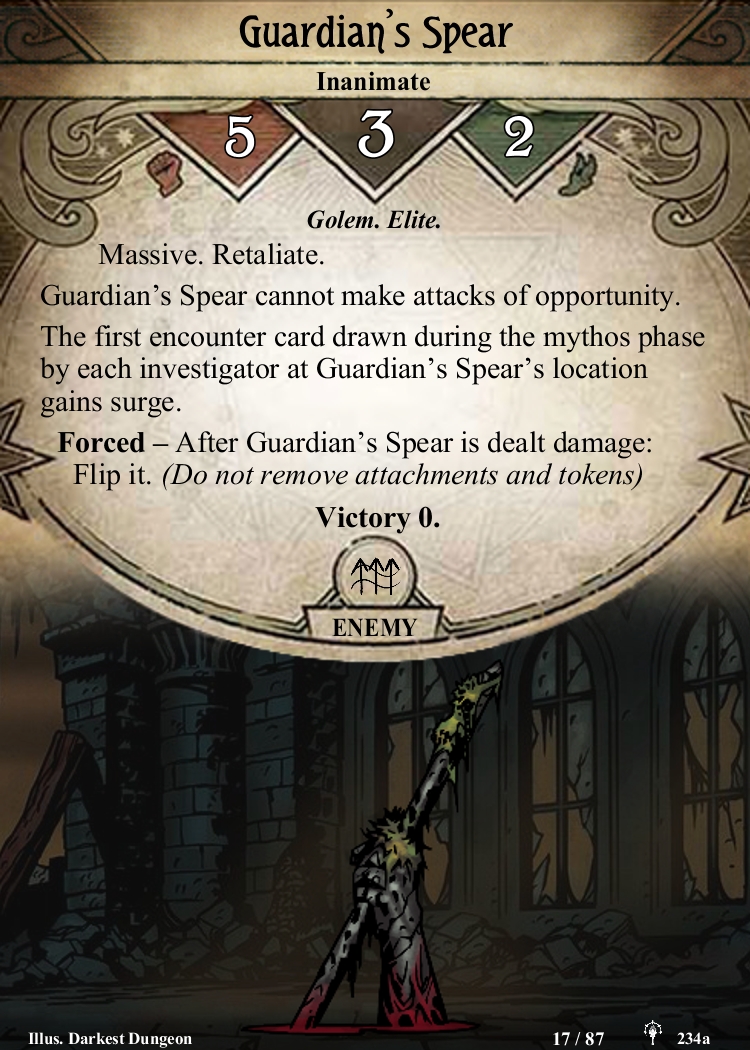 Guardian’s Spear
Inanimate
5 3 2
Golem. Elite.
Massive. Retaliate.
Guardian’s Spear cannot make attacks of opportunity.
The first encounter card drawn during the mythos phase
by each investigator at Guardian’s Spear’s location
gains surge.
Forced – After Guardian’s Spear is dealt damage:
Flip it. (Do not remove attachments and tokens)
Victory 0.
ENEMY
Illus. Darkest Dungeon 17 / 87 234a